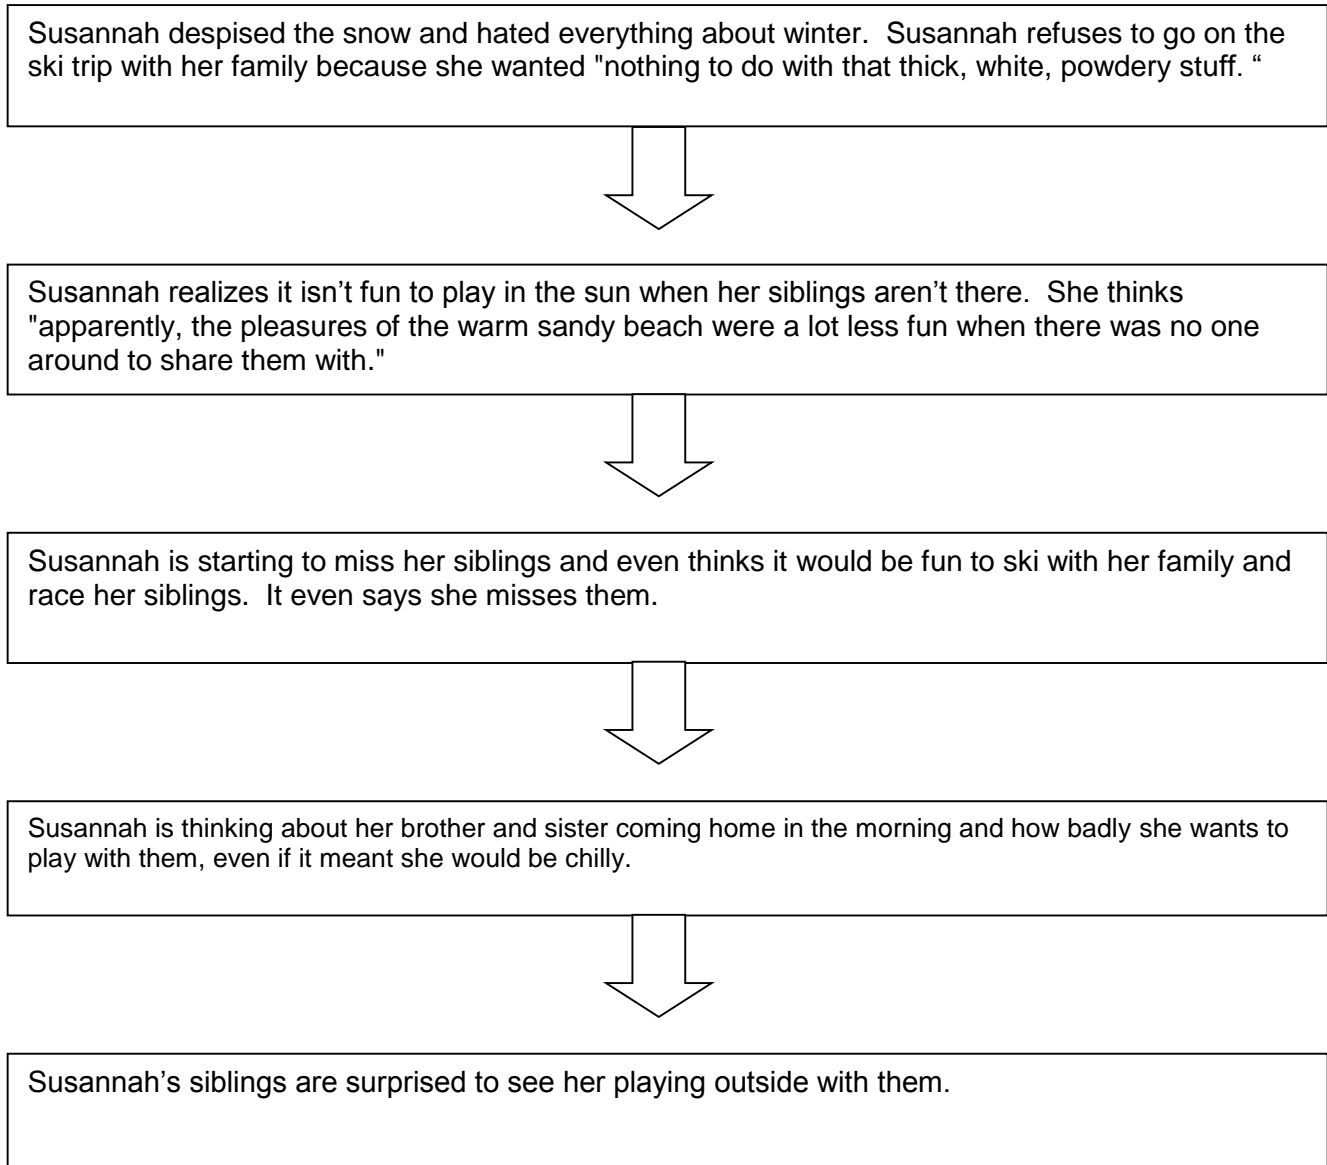 Susannah despised the snow and hated everything about winter.  Susannah refuses to go on the
ski trip with her family because she wanted "nothing to do with that thick, white, powdery stuff. “
Susannah realizes it isn’t fun to play in the sun when her siblings aren’t there.  She thinks
"apparently, the pleasures of the warm sandy beach were a lot less fun when there was no one
around to share them with."
Susannah is starting to miss her siblings and even thinks it would be fun to ski with her family and
race her siblings.  It even says she misses them.
Susannah is thinking about her brother and sister coming home in the morning and how badly she wants to
play with them, even if it meant she would be chilly.
Susannah’s siblings are surprised to see her playing outside with them.